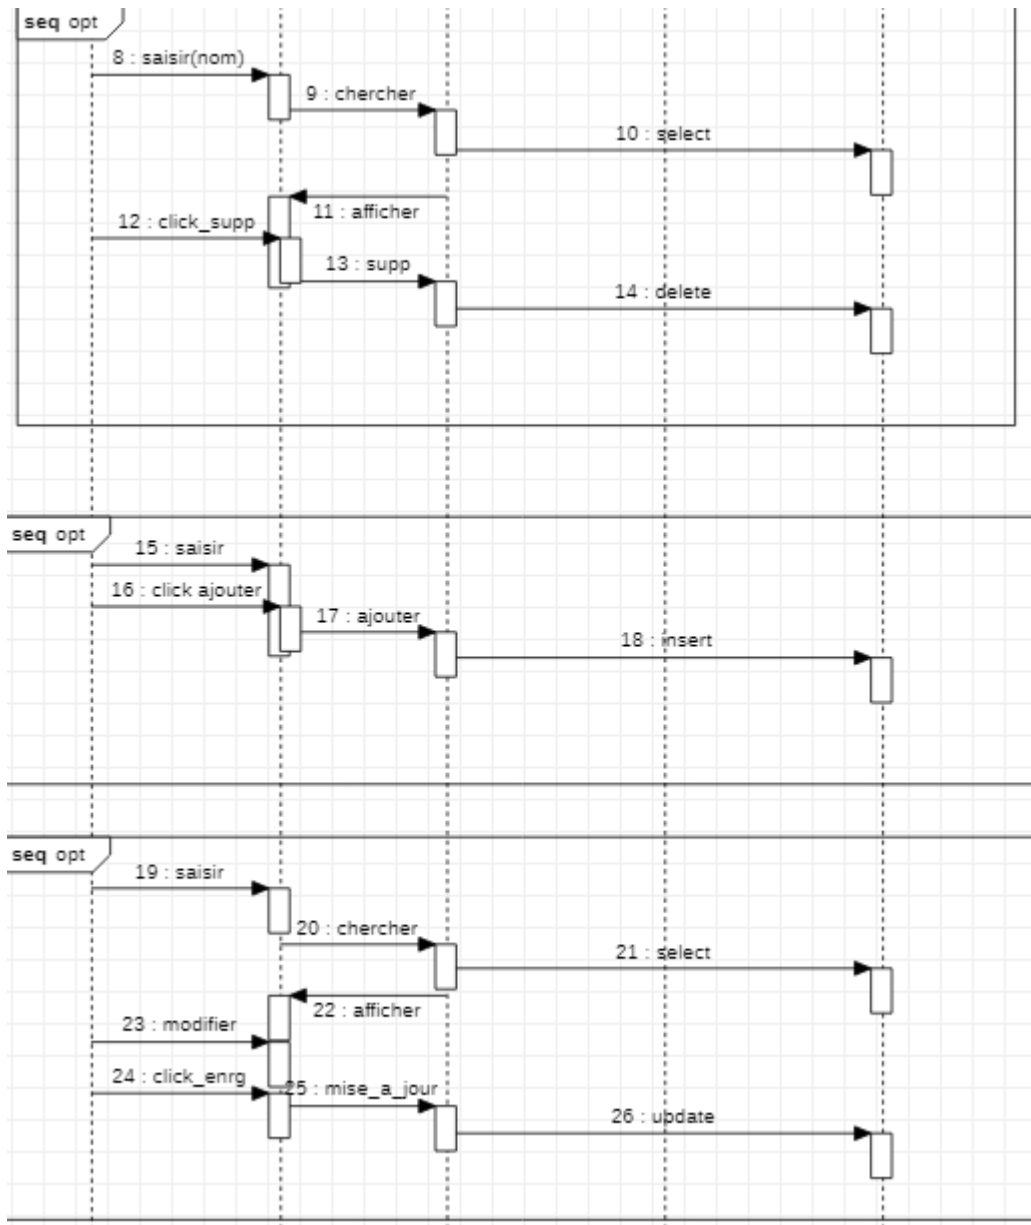 seq opt
8 : saisir(nom)
9 : chercher
10 : select
11 : afficher
12 : click_supp
13 : supp
14 : delete
seq opt
15 : saisir
16 : click ajouter
17 : ajouter
18 : insert
seq opt
19 : saisir
20 : chercher
21 : select
22 : afficher
23 : modifier
24 : click_enrg
25 : mise_a_jour
26 : update